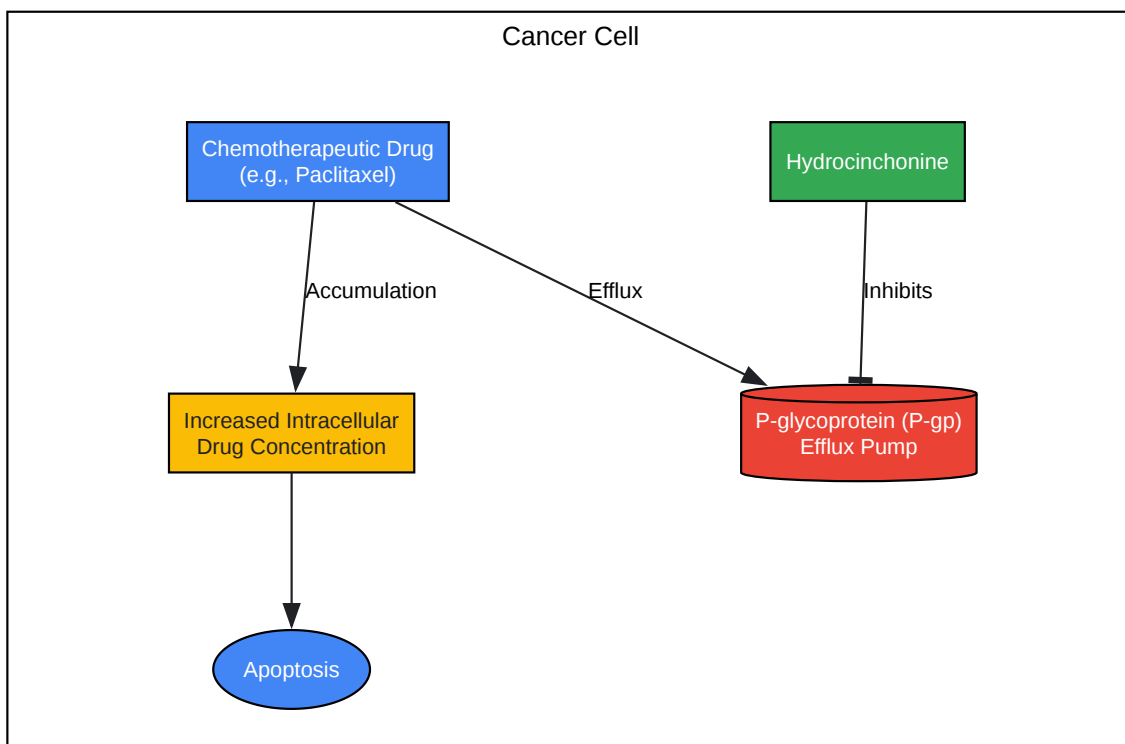 Cancer Cell
Chemotherapeutic Drug
(e.g., Paclitaxel)
Hydrocinchonine
Accumulation
Efflux
Inhibits
Increased Intracellular
Drug Concentration
P-glycoprotein (P-gp)
Efflux Pump
Apoptosis